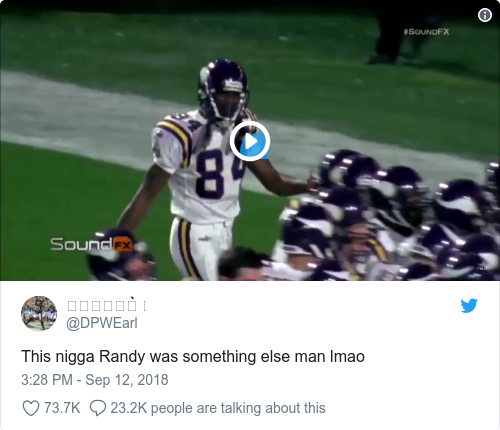 #SOUNDFX
84
SoundFX
@DPWEarl
This nigga Randy was something else man lmao
3:28 PM - Sep 12, 2018
73.7K 23.2K people are talking about this